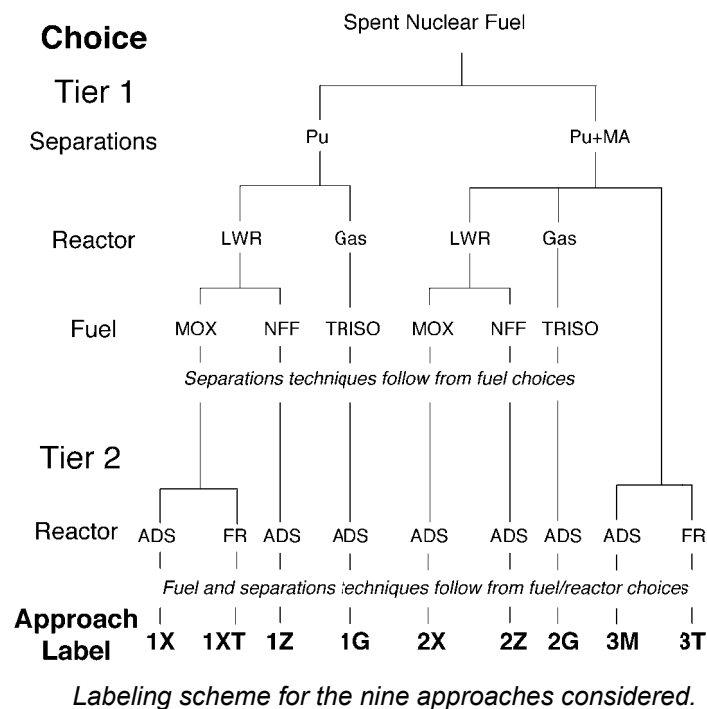 Choice
Spent Nuclear Fuel
Tier 1
Separations Pu Pu+MA
Reactor LWR Gas LWR Gas
Fuel MOX NFF TRISO MOX NFF TRISO
Separations techniques follow from fuel choices
Tier 2
Reactor ADS FR ADS ADS ADS ADS ADS ADS FR
Fuel and separations techniques follow from fuel/reactor choices
Approach
Label 1X 1XT 1Z 1G 2X 2Z 2G 3M 3T
Labeling scheme for the nine approaches considered.